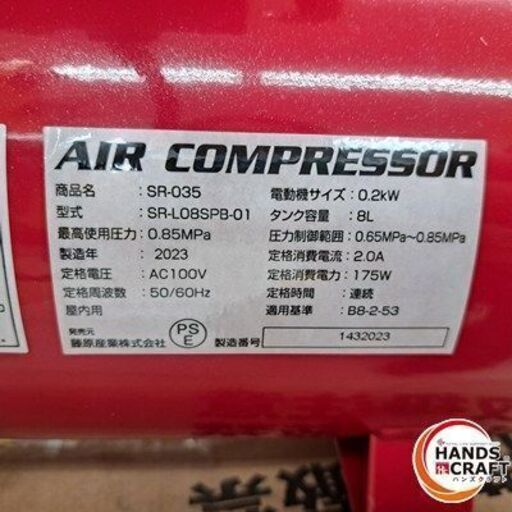 AIR COMPRESSOR
商品名 : SR-035
型式 : SR-L08SPB-01
最高使用圧力 : 0.85MPa
製造年 : 2023
定格電圧 : AC100V
定格周波数 : 50/60Hz
屋内用
電動機サイズ : 0.2kW
タンク容量 : 8L
圧力制御範囲 : 0.65MPa~0.85MPa
定格消費電流 : 2.0A
定格消費電力 : 175W
定格時間 : 連続
適用基準 : B8-2-53
発売元
藤原産業株式会社
PS
E
製造番号 1432023
HANDS
CRAFT
ハンズクラフト